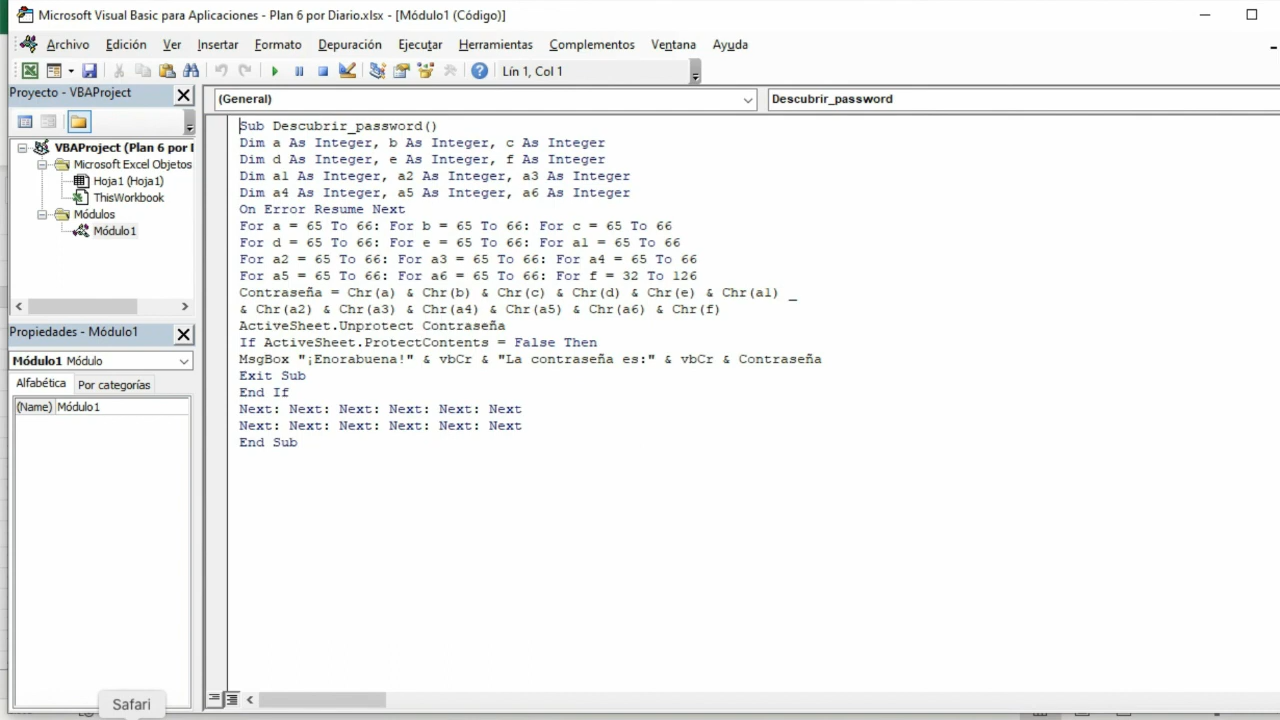 Microsoft Visual Basic para Aplicaciones - Plan 6 por Diario.xlsx - [Módulo1 (Código)]
Archivo Edición Ver Insertar Formato Depuración Ejecutar Herramientas Complementos Ventana Ayuda
Lín 1, Col 1
Proyecto - VBAProject
VBAProject (Plan 6 por
Microsoft Excel Objetos
Hoja1 (Hoja1)
ThisWorkbook
Módulos
Módulo1
Propiedades - Módulo1
Módulo1 Módulo
Alfabética Por categorías
(Name) Módulo1
(General) Descubrir_password
Sub Descubrir_password()
Dim a As Integer, b As Integer, c As Integer
Dim d As Integer, e As Integer, f As Integer
Dim a1 As Integer, a2 As Integer, a3 As Integer
Dim a4 As Integer, a5 As Integer, a6 As Integer
On Error Resume Next
For a = 65 To 66: For b = 65 To 66: For c = 65 To 66
For d = 65 To 66: For e = 65 To 66: For a1 = 65 To 66
For a2 = 65 To 66: For a3 = 65 To 66: For a4 = 65 To 66
For a5 = 65 To 66: For a6 = 65 To 66: For f = 32 To 126
Contraseña = Chr(a) & Chr(b) & Chr(c) & Chr(d) & Chr(e) & Chr(a1) _
& Chr(a2) & Chr(a3) & Chr(a4) & Chr(a5) & Chr(a6) & Chr(f)
ActiveSheet.Unprotect Contraseña
If ActiveSheet.ProtectContents = False Then
MsgBox "¡Enorabuena!" & vbCr & "La contraseña es:" & vbCr & Contraseña
Exit Sub
End If
Next: Next: Next: Next: Next: Next
Next: Next: Next: Next: Next: Next
End Sub
Safari